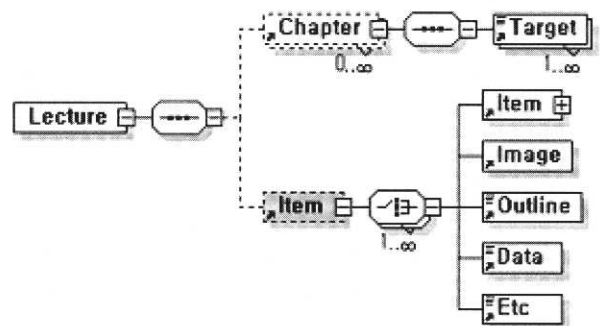 Chapter
Target
0..∞
1..∞
Lecture
Item
Image
Item
Outline
1..∞
Data
Etc